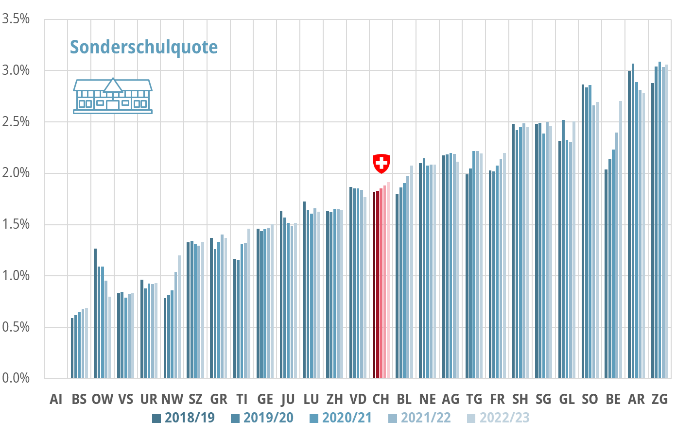 3.5%
Sonderschulquote
3.0%
2.5%
2.0%
1.5%
1.0%
0.5%
0.0%
AI BS OW VS UR NW SZ GR TI GE JU LU ZH VD CH BL NE AG TG FR SH SG GL SO BE AR ZG
2018/19 2019/20 2020/21 2021/22 2022/23